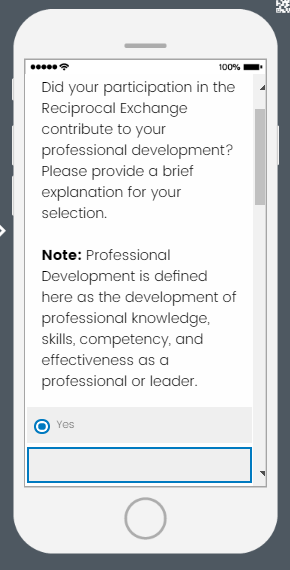 100%
Did your participation in the
Reciprocal Exchange
contribute to your
professional development?
Please provide a brief
explanation for your
selection.
Note: Professional
Development is defined
here as the development of
professional knowledge,
skills, competency, and
effectiveness as a
professional or leader.
Yes